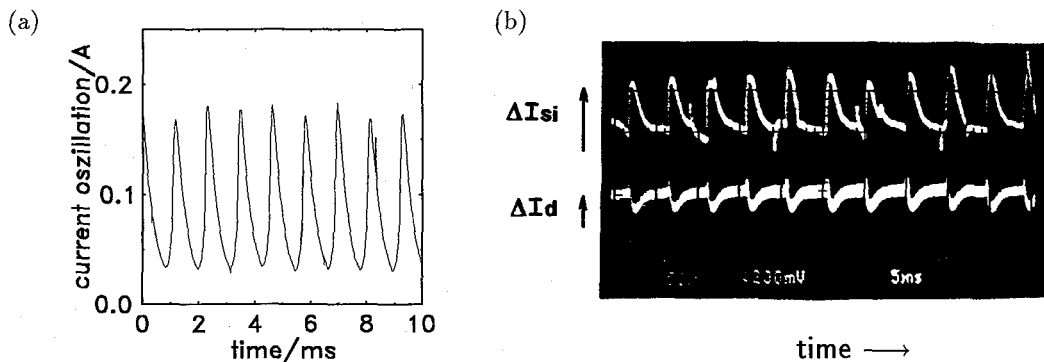 (a)
current oszillation/A
0.2
0.1
0.0
0 2 4 6 8 10
time/ms
(b)
ΔIsi
ΔId
200mV 5ms
time →